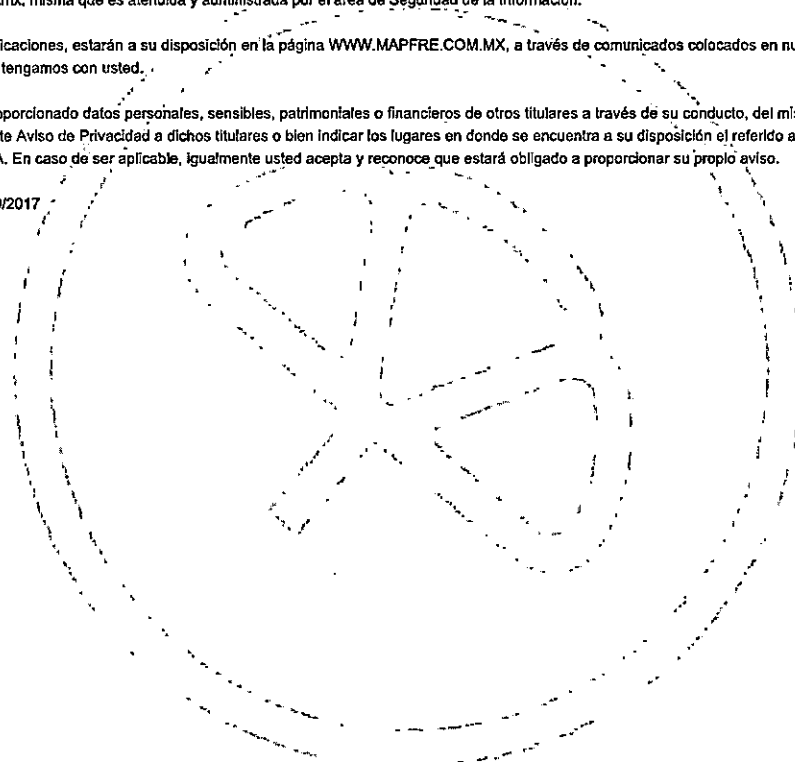 mx, misma que es atendida y administrada por el área de Seguridad de la Información.
icaciones, estarán a su disposición en la página WWW.MAPFRE.COM.MX, a través de comunicados colocados en nu
tengamos con usted.
oporcionado datos personales, sensibles, patrimoniales o financieros de otros titulares a través de su conducto, del mi
te Aviso de Privacidad a dichos titulares o bien indicar los lugares en donde se encuentra a su disposición el referido a
A. En caso de ser aplicable, igualmente usted acepta y reconoce que estará obligado a proporcionar su propio aviso.
/2017